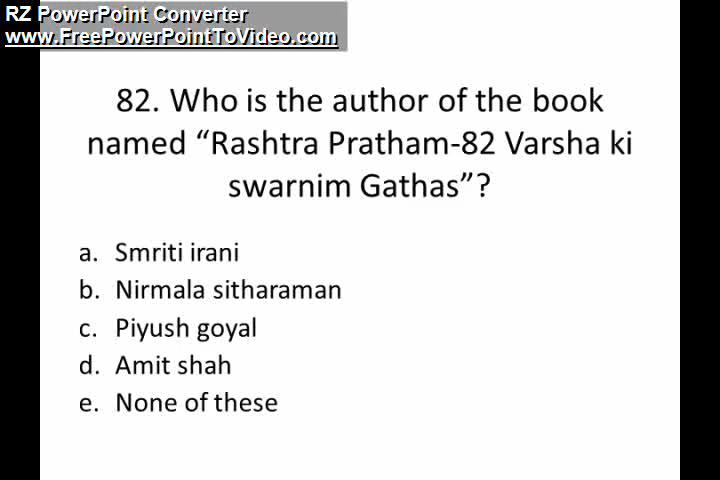 RZ PowerPoint Converter
www.FreePowerPointToVideo.com
82. Who is the author of the book
named “Rashtra Pratham-82 Varsha ki
swarnim Gathas”?
a. Smriti irani
b. Nirmala sitharaman
c. Piyush goyal
d. Amit shah
e. None of these